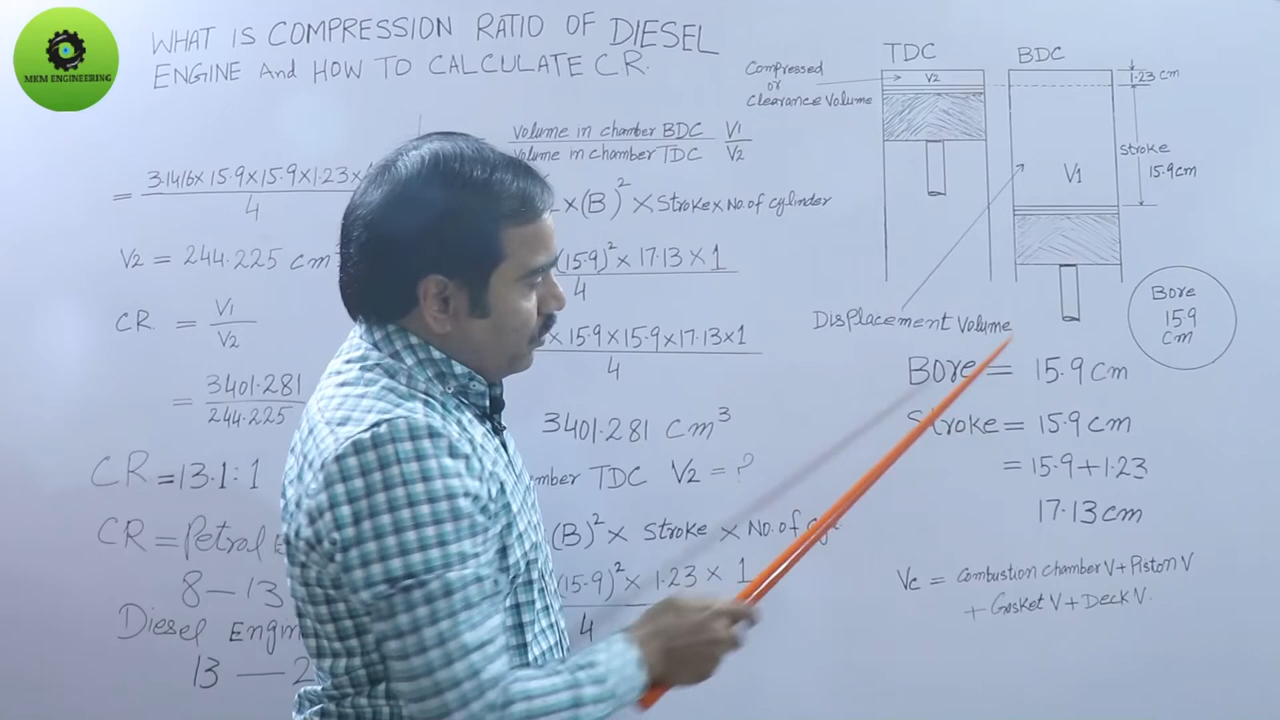 MKM ENGINEERING
WHAT IS COMPRESSION RATIO OF DIESEL
ENGINE and HOW TO CALCULATE CR.
= 3.1416 x 15.9 x 15.9 x 1.23 x
4
V2 = 244.225 cm
CR = V1
V2
= 3401.281
244.225
CR = 13.1:1
CR = Petrol
8 — 13
Diesel
13 — 2
Volume in chamber BDC V1
Volume in chamber TDC V2
x (B)² x Stroke x No. of cylinder
(15.9)² x 17.13 x 1
4
x 15.9 x 15.9 x 17.13 x 1
4
3401.281 cm³
TDC V2 = ?
(B)² x Stroke x No. of
(15.9)² x 1.23 x 1
4
TDC
BDC
Compressed
or
Clearance Volume
V2
1.23 cm
V1
stroke
15.9cm
Displacement Volume
Bore
15.9
Cm
Bore = 15.9 cm
Stroke = 15.9 cm
= 15.9 + 1.23
17.13 cm
Vc = Combustion chamber V + Piston V
+ Gasket V + Deck V.